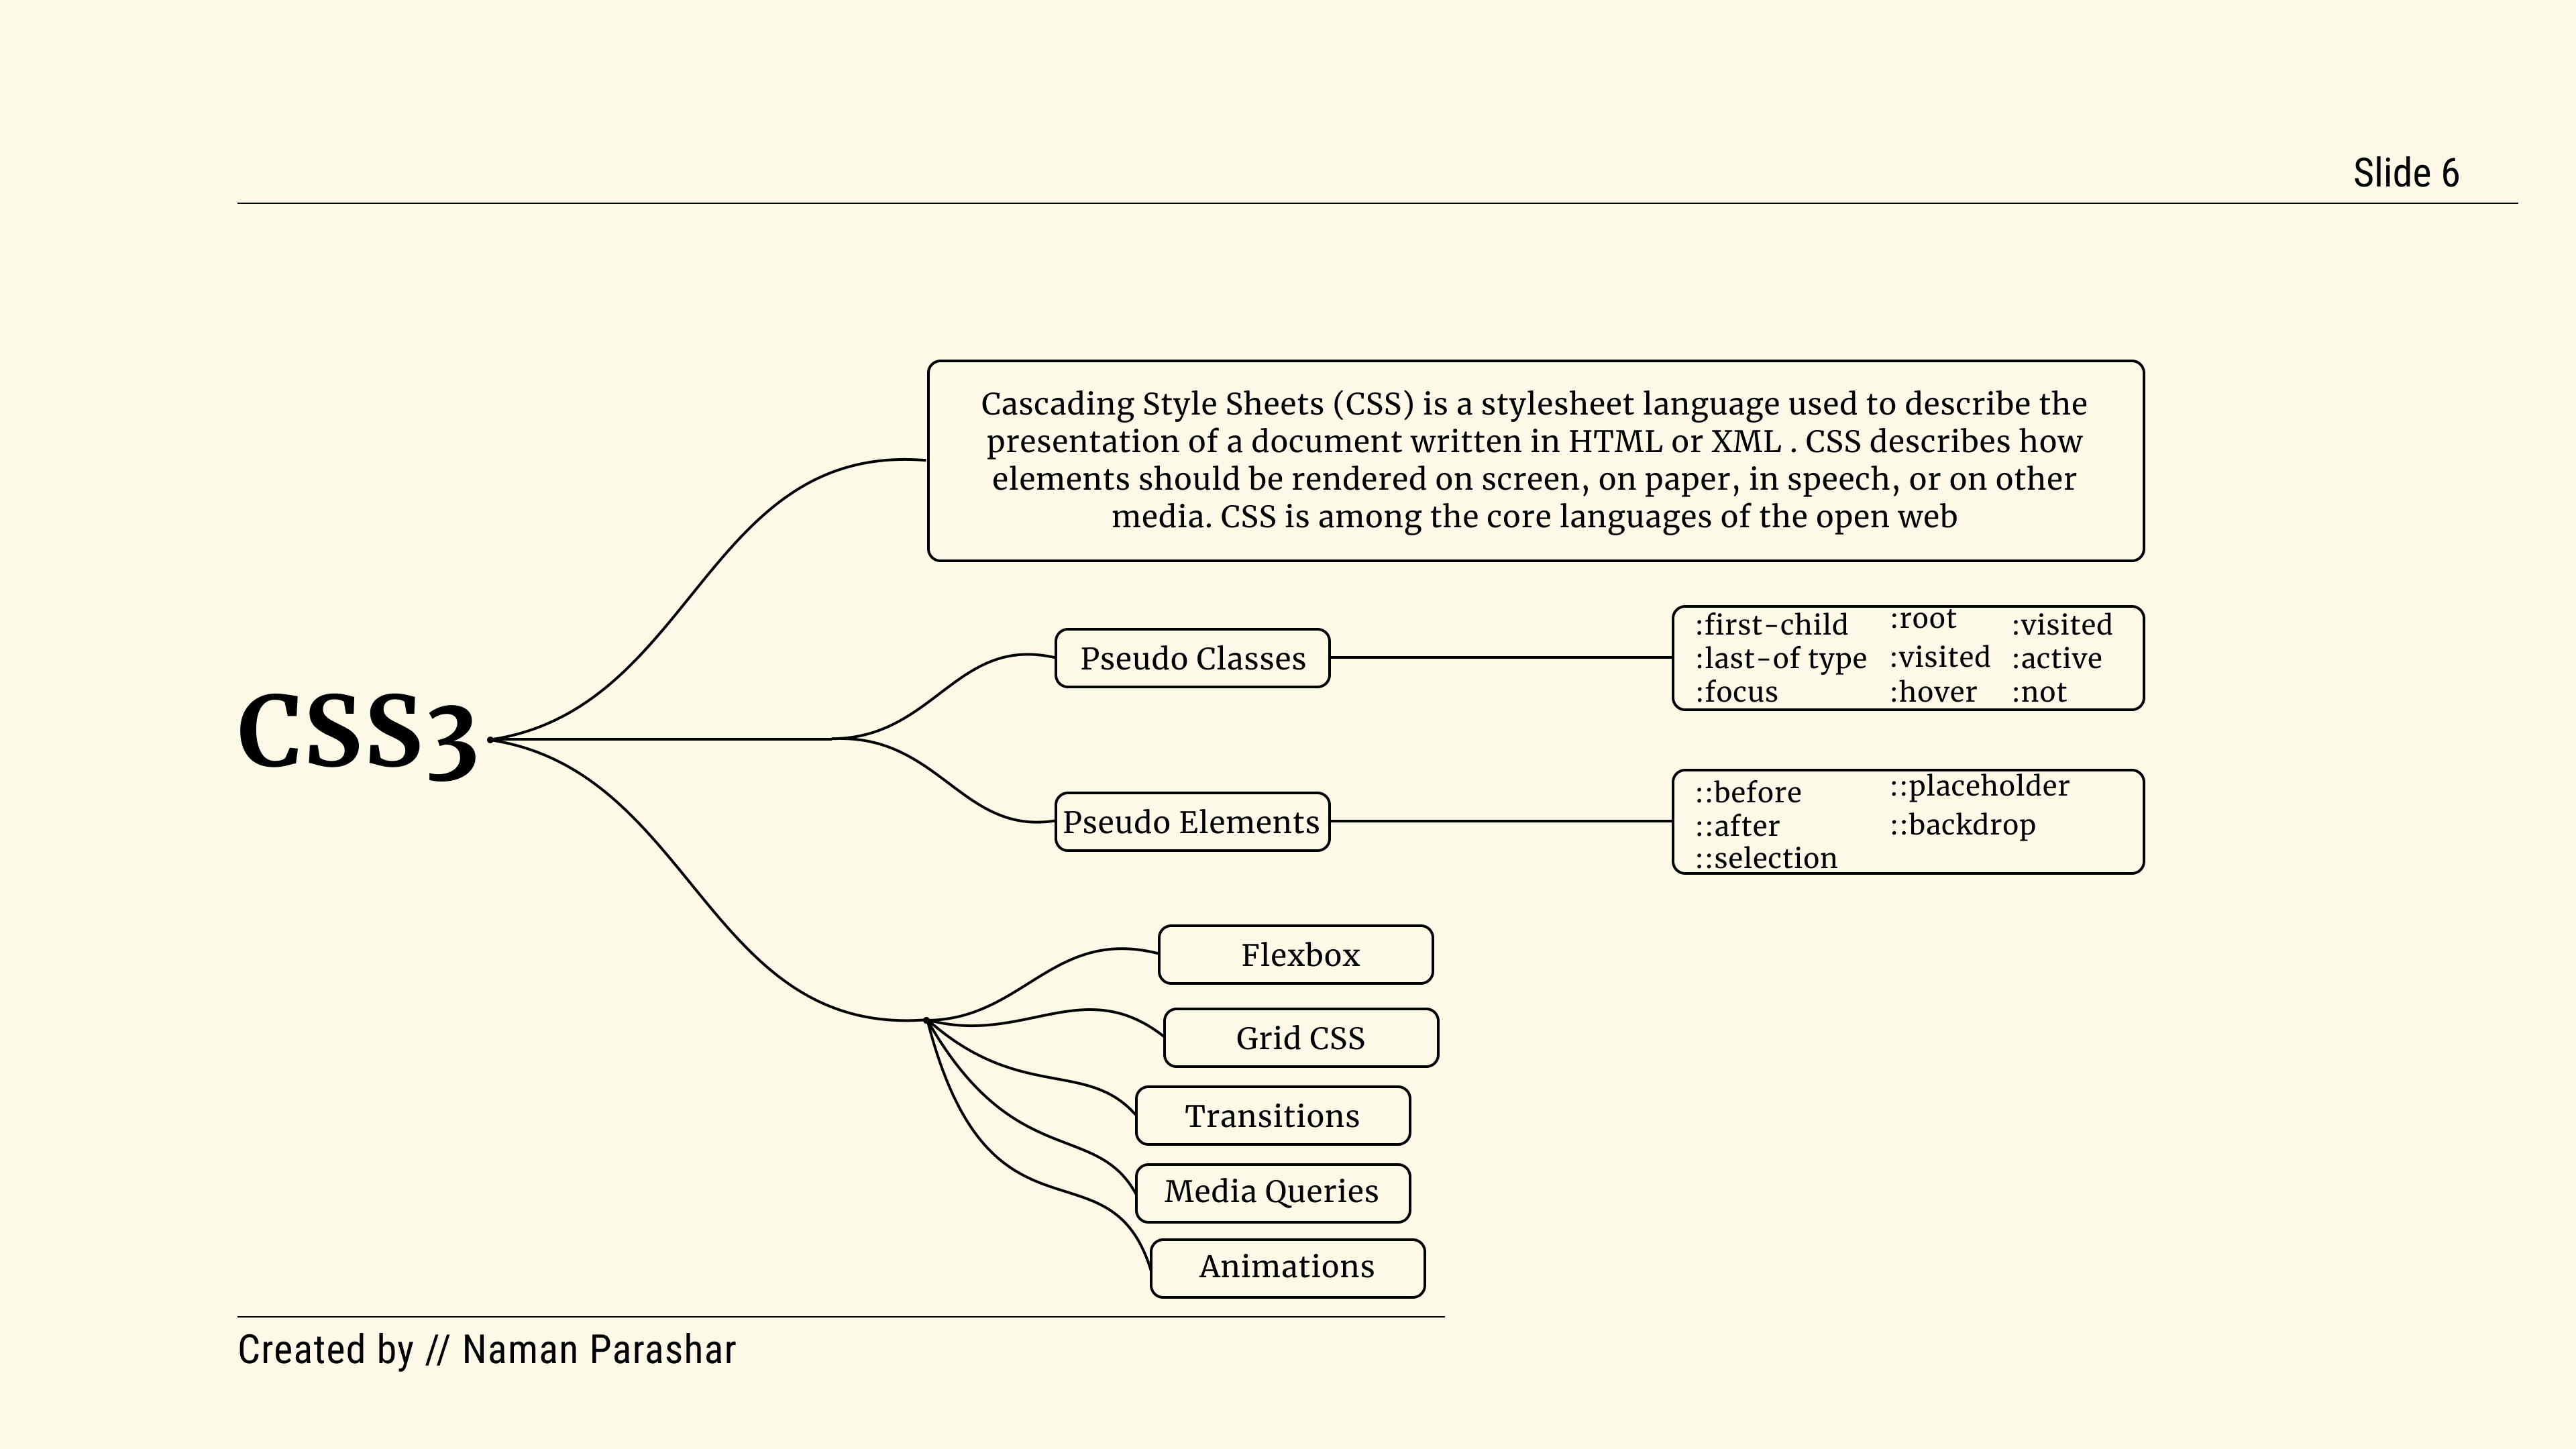 Slide 6
Cascading Style Sheets (CSS) is a stylesheet language used to describe the
presentation of a document written in HTML or XML . CSS describes how
elements should be rendered on screen, on paper, in speech, or on other
media. CSS is among the core languages of the open web
CSS3
Pseudo Classes
:first-child
:last-of type
:focus
:root
:visited
:hover
:visited
:active
:not
Pseudo Elements
::before
::after
::selection
::placeholder
::backdrop
Flexbox
Grid CSS
Transitions
Media Queries
Animations
Created by // Naman Parashar